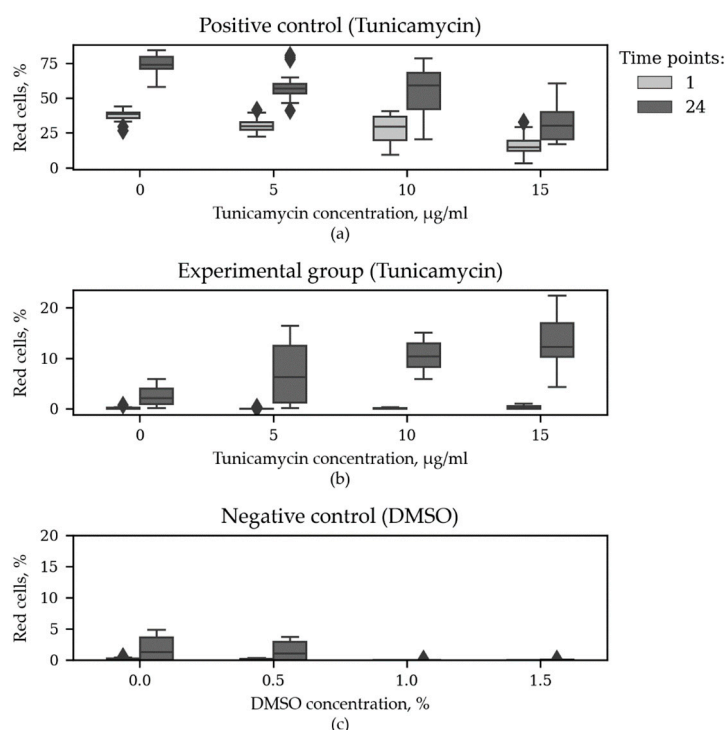 Positive control (Tunicamycin)
Time points:
1
24
Red cells, %
75
50
25
0
0 5 10 15
Tunicamycin concentration, µg/ml
(a)
Experimental group (Tunicamycin)
Red cells, %
20
10
0
0 5 10 15
Tunicamycin concentration, µg/ml
(b)
Negative control (DMSO)
Red cells, %
20
15
10
5
0
0.0 0.5 1.0 1.5
DMSO concentration, %
(c)